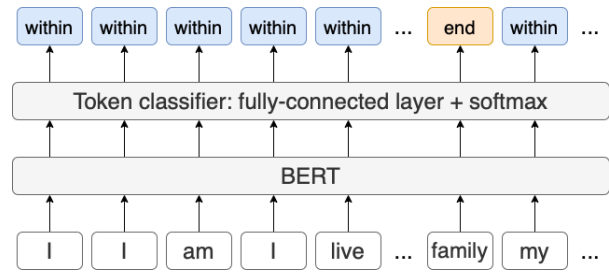 within within within within within ... end within ...
Token classifier: fully-connected layer + softmax
BERT
I I am I live ... family my ...